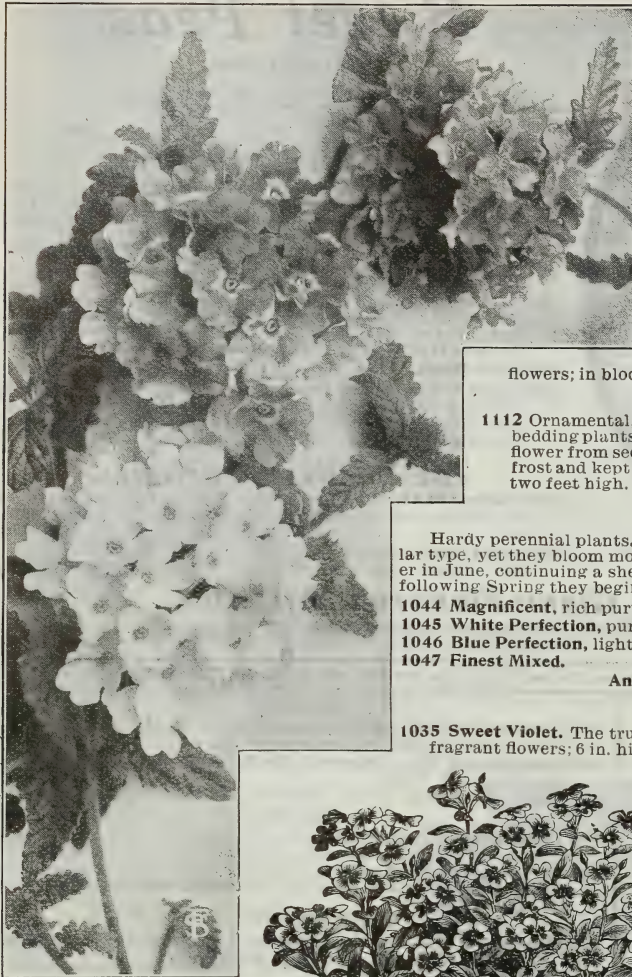 flowers; in bloo
1112 Ornamental,
bedding plants
flower from see
frost and kept
two feet high.
Hardy perennial plants,
lar type, yet they bloom mo
er in June, continuing a she
following Spring they begin
1044 Magnificent, rich pur
1045 White Perfection, pur
1046 Blue Perfection, light
1047 Finest Mixed.
An
1035 Sweet Violet. The tru
fragrant flowers; 6 in. hi